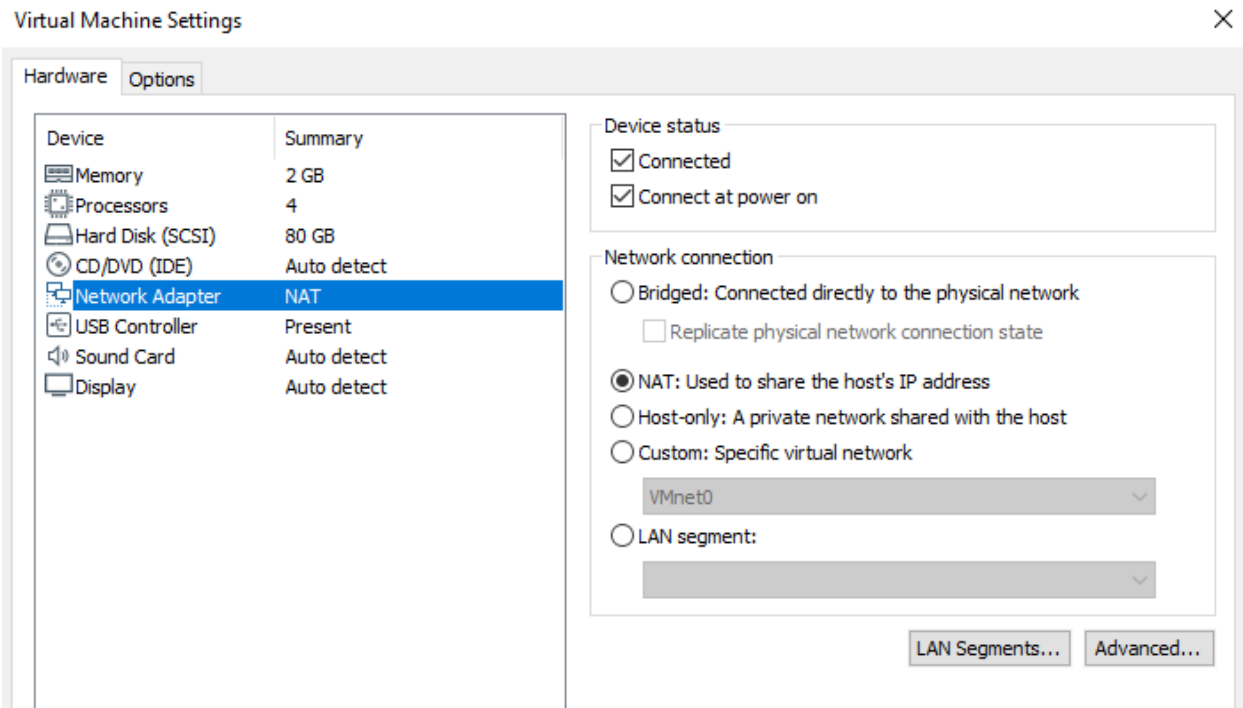 Virtual Machine Settings
Hardware Options
Device Summary
Memory 2 GB
Processors 4
Hard Disk (SCSI) 80 GB
CD/DVD (IDE) Auto detect
Network Adapter NAT
USB Controller Present
Sound Card Auto detect
Display Auto detect
Device status
Connected
Connect at power on
Network connection
Bridged: Connected directly to the physical network
Replicate physical network connection state
NAT: Used to share the host's IP address
Host-only: A private network shared with the host
Custom: Specific virtual network
VMnet0
LAN segment:
LAN Segments... Advanced...